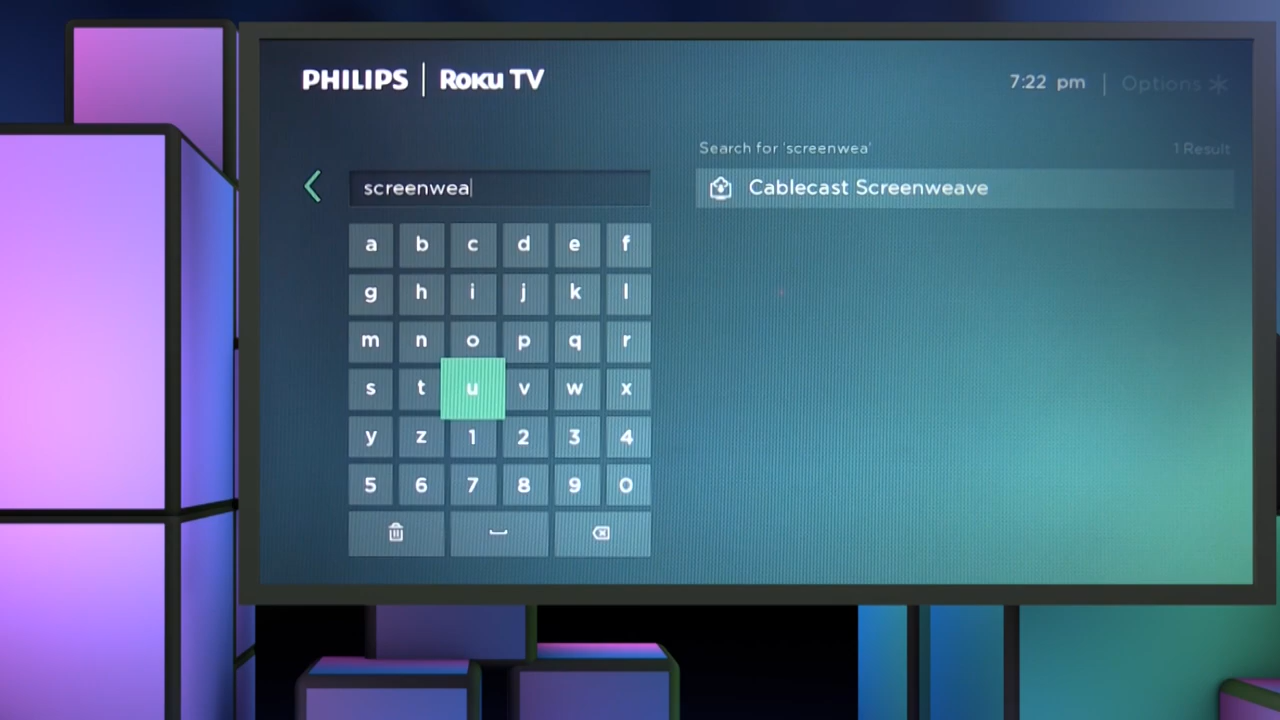 PHILIPS | Roku TV
7:22 pm | Options
Search for 'screenwea'
1 Result
screenwea
Cablecast Screenweave
a b c d e f
g h i j k l
m n o p q r
s t u v w x
y z 1 2 3 4
5 6 7 8 9 0